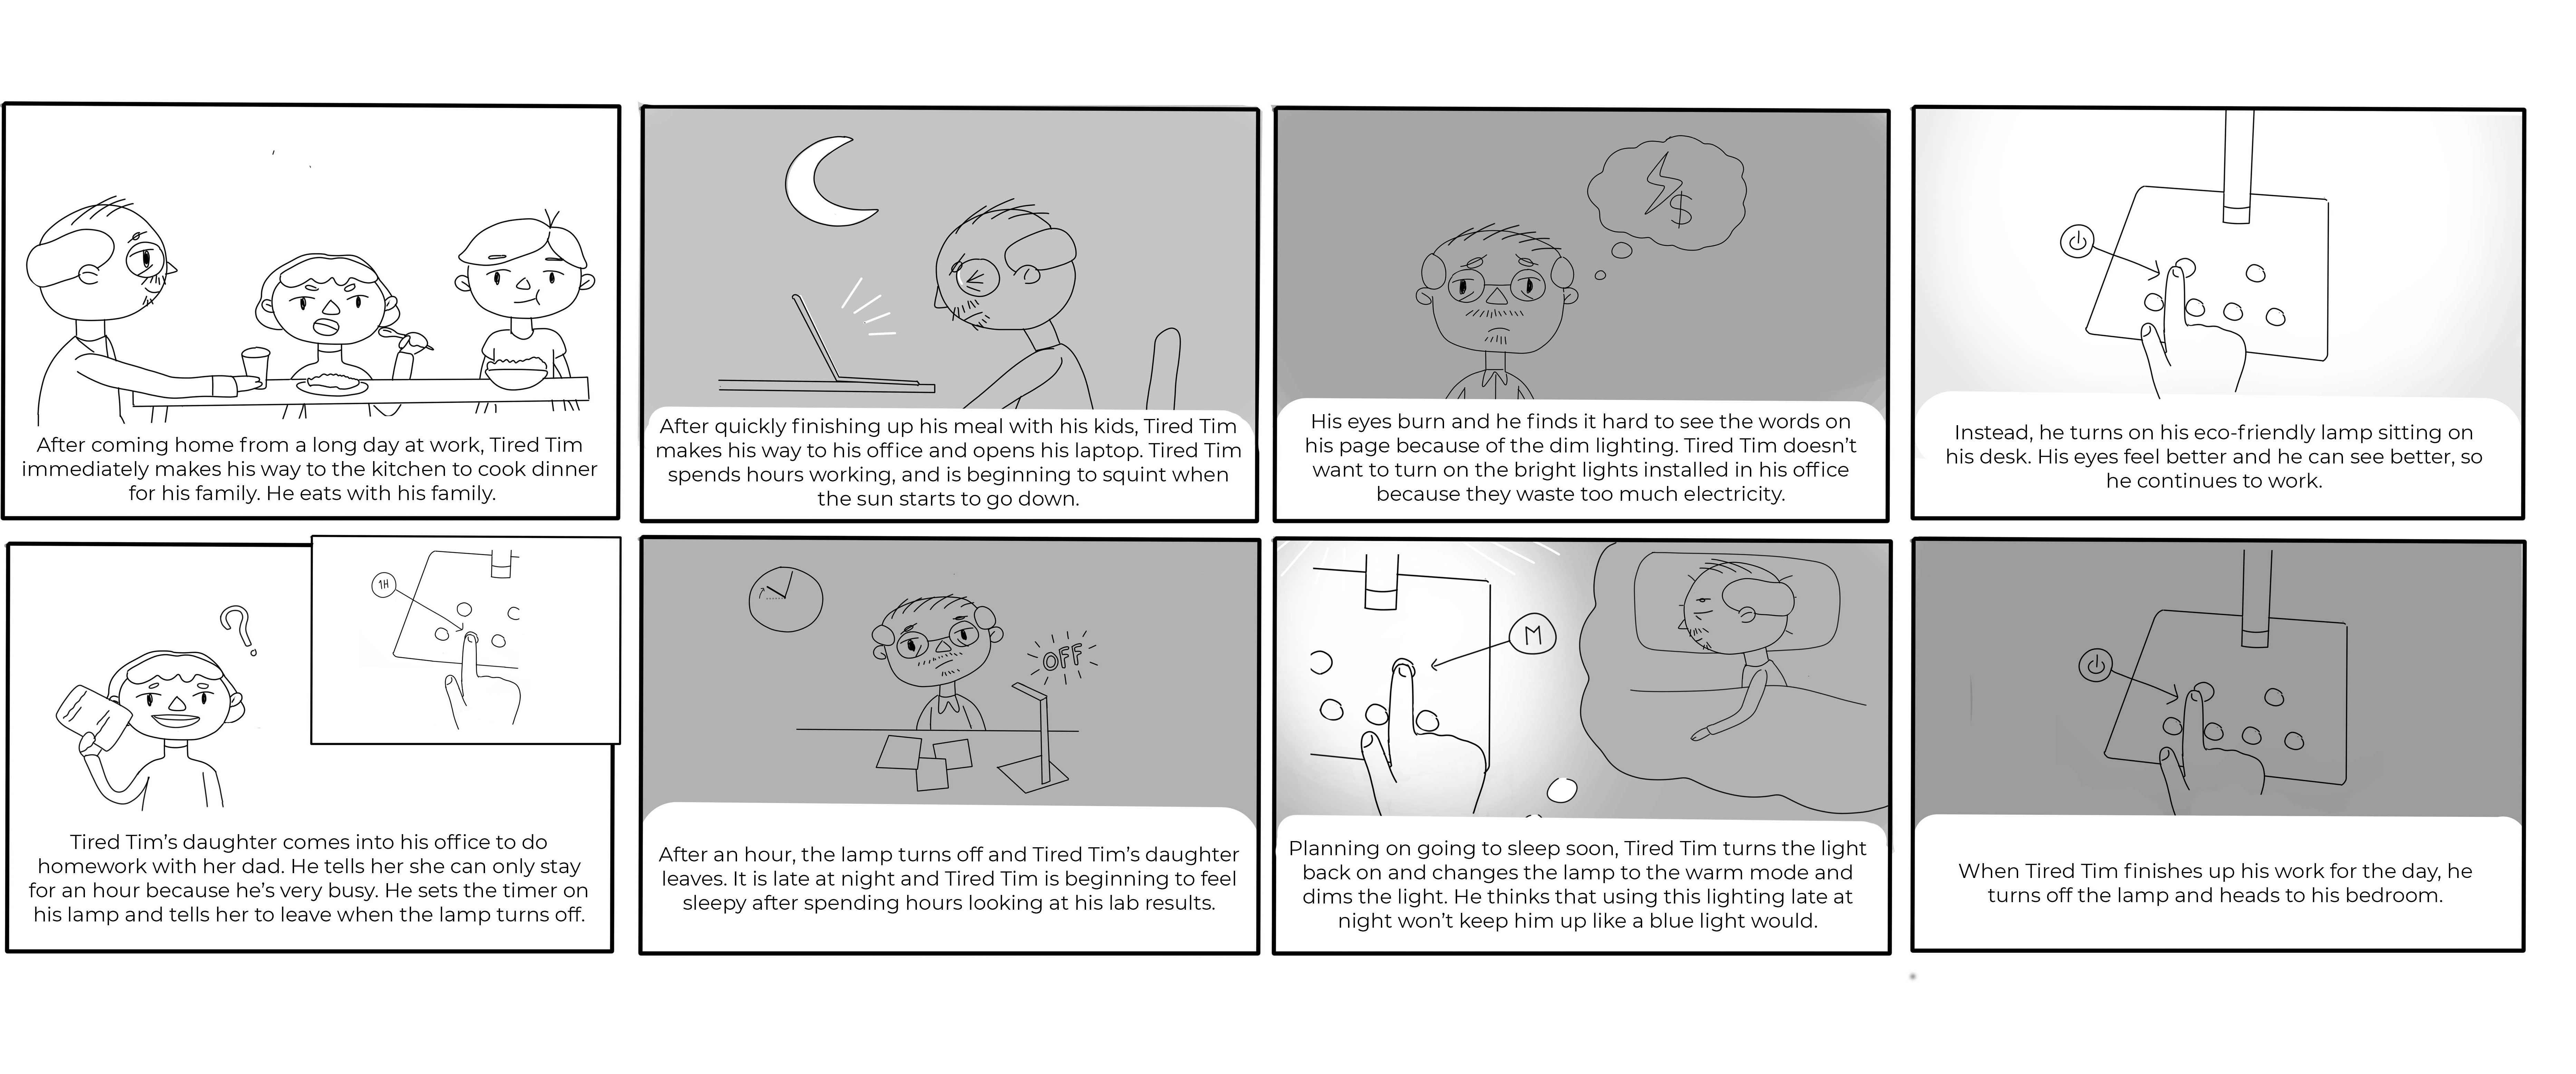 After coming home from a long day at work, Tired Tim
immediately makes his way to the kitchen to cook dinner
for his family. He eats with his family.
After quickly finishing up his meal with his kids, Tired Tim
makes his way to his office and opens his laptop. Tired Tim
spends hours working, and is beginning to squint when
the sun starts to go down.
$
His eyes burn and he finds it hard to see the words on
his page because of the dim lighting. Tired Tim doesn’t
want to turn on the bright lights installed in his office
because they waste too much electricity.
Instead, he turns on his eco-friendly lamp sitting on
his desk. His eyes feel better and he can see better, so
he continues to work.
?
1H
Tired Tim’s daughter comes into his office to do
homework with her dad. He tells her she can only stay
for an hour because he’s very busy. He sets the timer on
his lamp and tells her to leave when the lamp turns off.
OFF
After an hour, the lamp turns off and Tired Tim’s daughter
leaves. It is late at night and Tired Tim is beginning to feel
sleepy after spending hours looking at his lab results.
M
Planning on going to sleep soon, Tired Tim turns the light
back on and changes the lamp to the warm mode and
dims the light. He thinks that using this lighting late at
night won’t keep him up like a blue light would.
When Tired Tim finishes up his work for the day, he
turns off the lamp and heads to his bedroom.